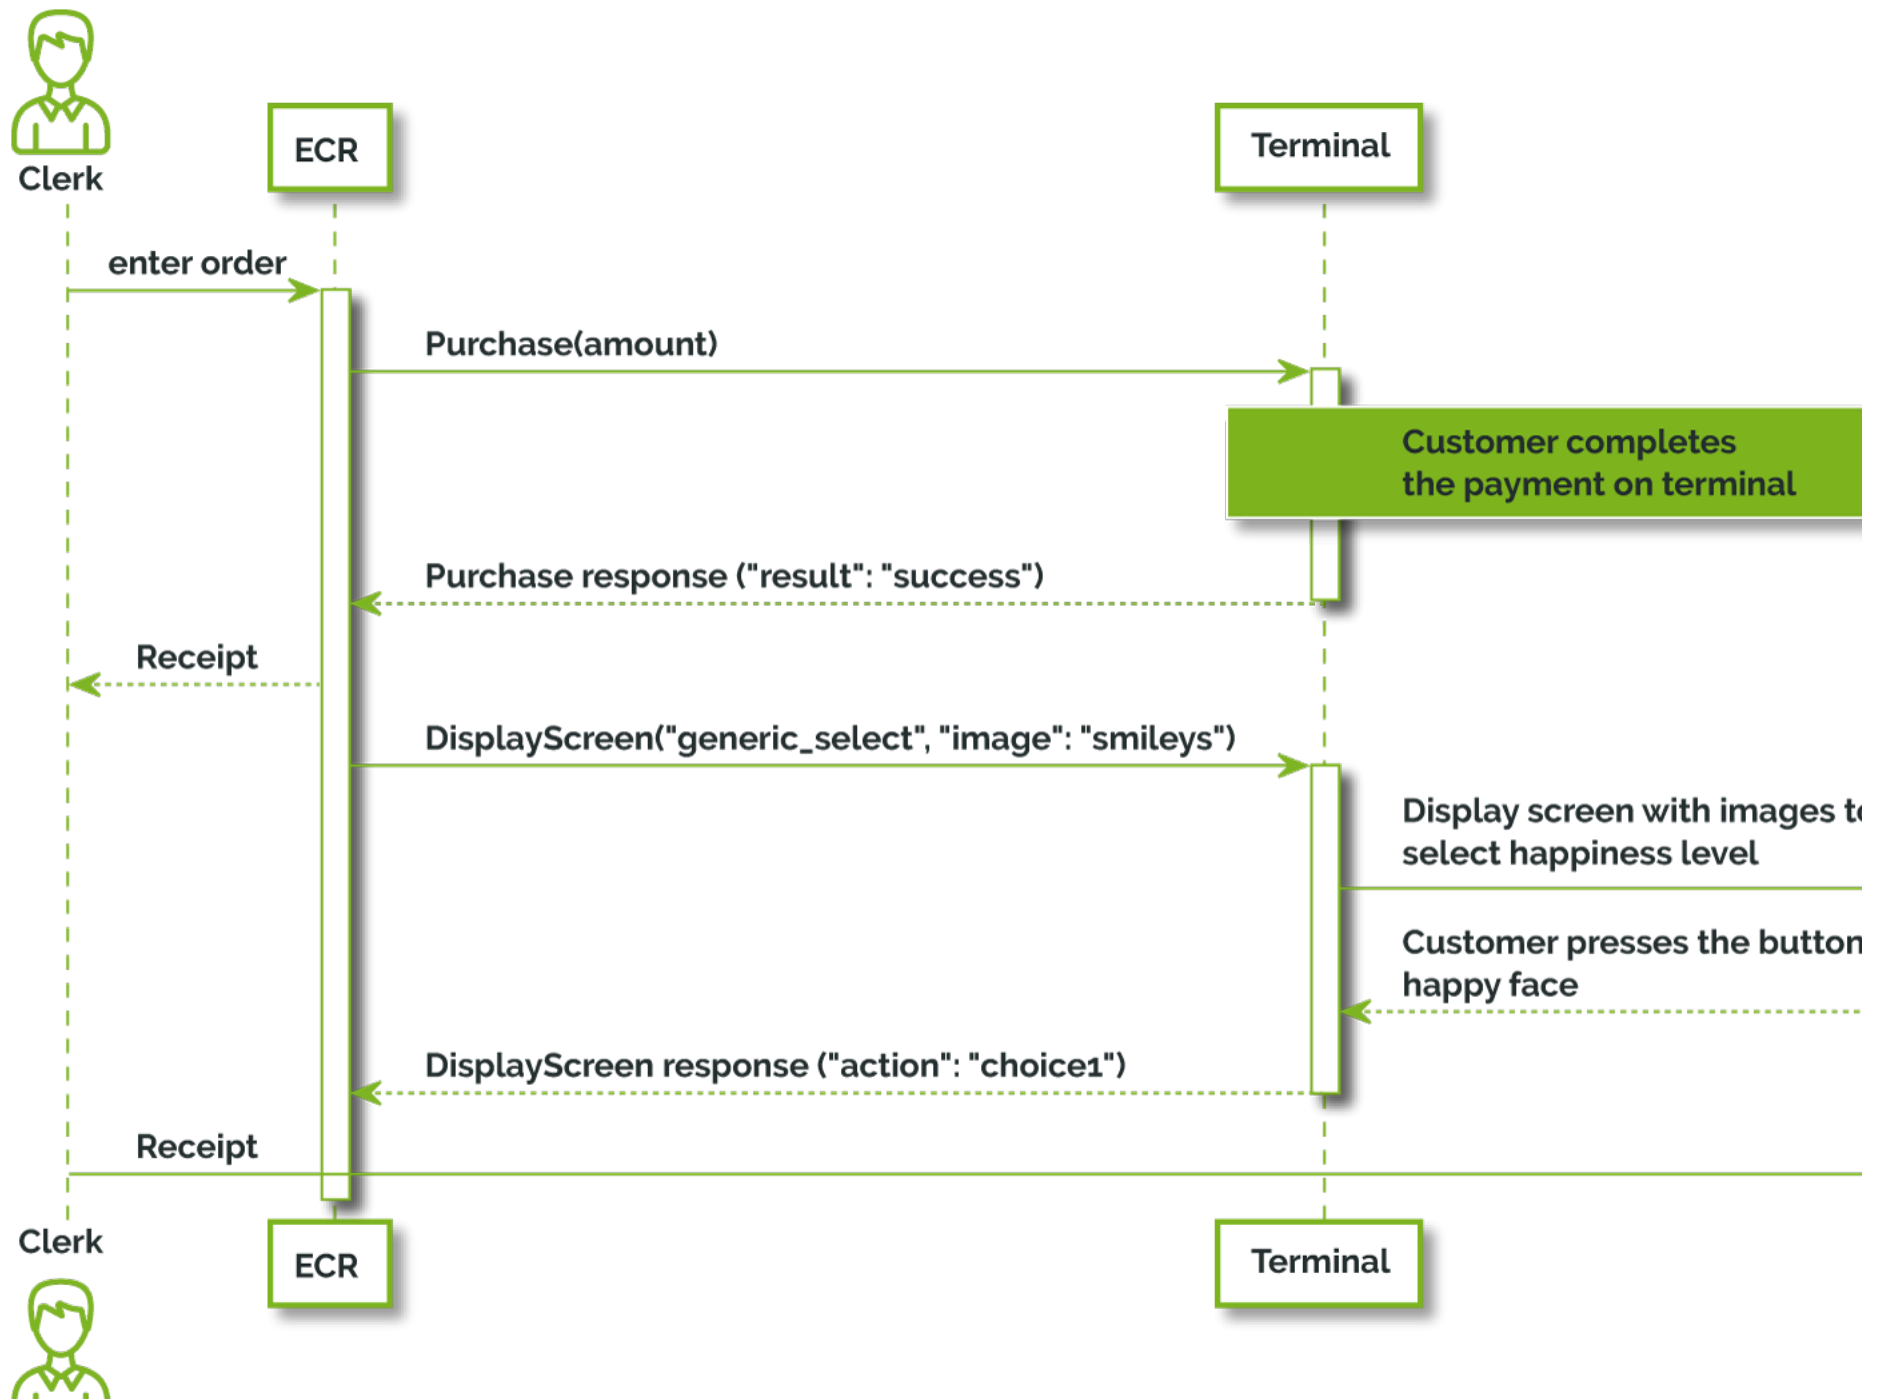 Clerk
ECR
Terminal
enter order
Purchase(amount)
Customer completes
the payment on terminal
Purchase response ("result": "success")
Receipt
DisplayScreen("generic_select", "image": "smileys")
Display screen with images
select happiness level
Customer presses the button
happy face
DisplayScreen response ("action": "choice1")
Receipt
Clerk
ECR
Terminal